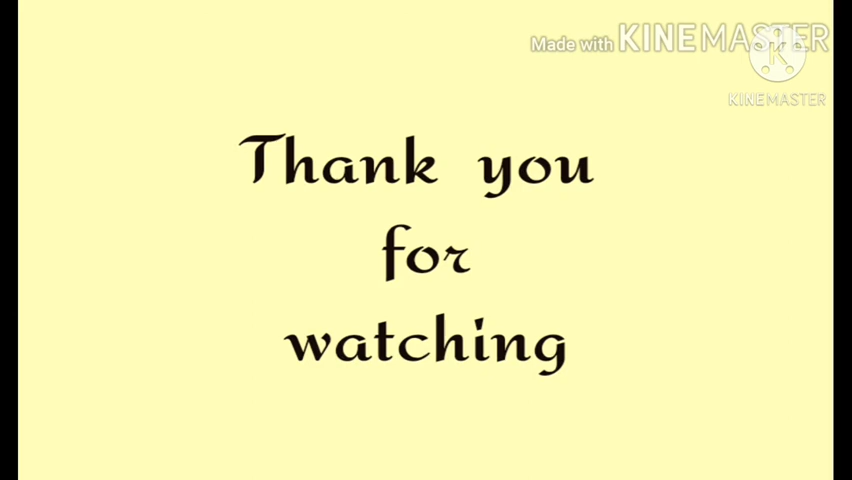 Made with KINEMASTER
K
KINEMASTER
Thank you
for
watching